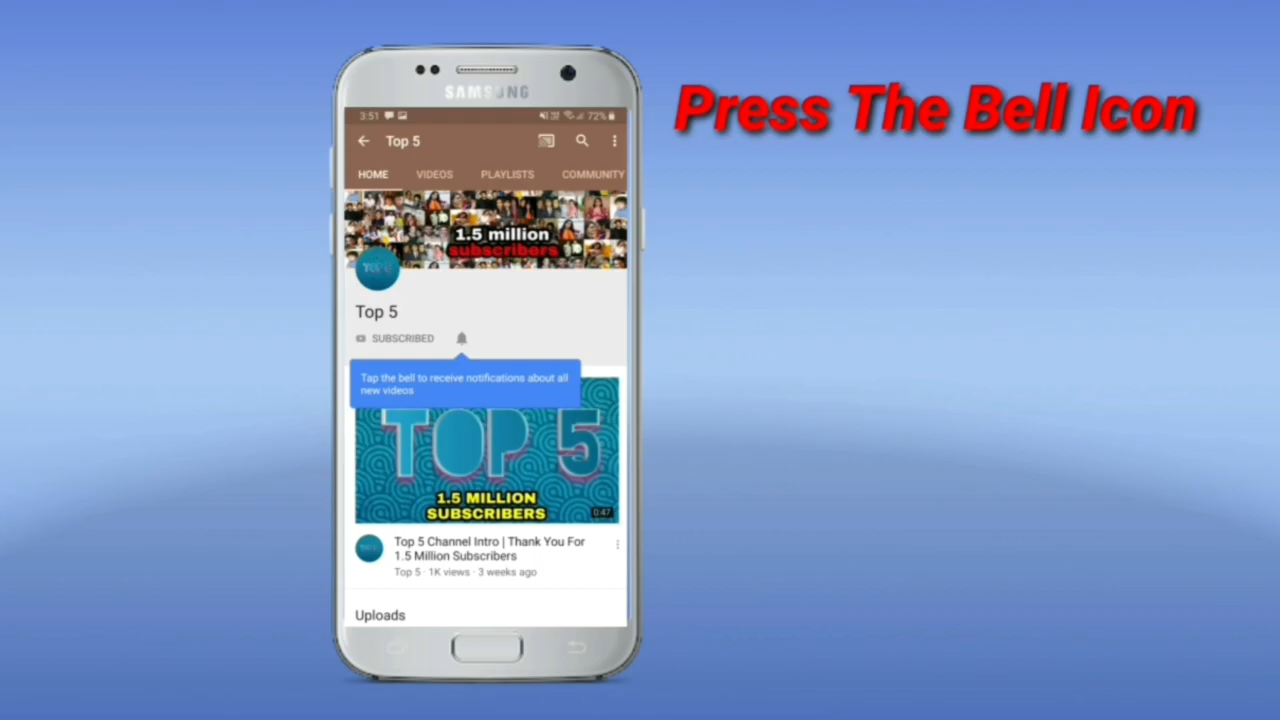 Press The Bell Icon
SAMSUNG
3:51
72%
Top 5
HOME VIDEOS PLAYLISTS COMMUNITY
1.5 million
subscribers
TOP 5
Top 5
SUBSCRIBED
Tap the bell to receive notifications about all
new videos
TOP 5
1.5 MILLION
SUBSCRIBERS
0:47
Top 5 Channel Intro | Thank You For
1.5 Million Subscribers
Top 5 · 1K views · 3 weeks ago
Uploads